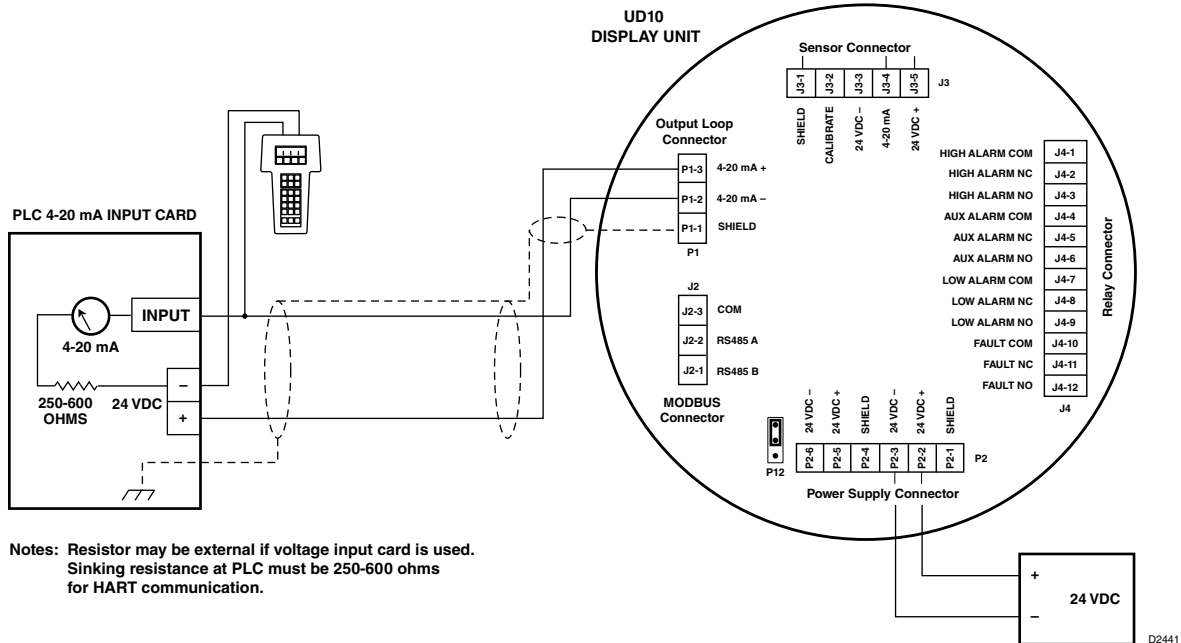 UD10
DISPLAY UNIT
Sensor Connector
J3-1
J3-2
J3-3
J3-4
J3-5
J3
SHIELD
CALIBRATE
24 VDC –
4-20 mA
24 VDC +
Output Loop
Connector
P1-3 4-20 mA +
P1-2 4-20 mA –
P1-1 SHIELD
P1
HIGH ALARM COM J4-1
HIGH ALARM NC J4-2
HIGH ALARM NO J4-3
AUX ALARM COM J4-4
AUX ALARM NC J4-5
AUX ALARM NO J4-6
LOW ALARM COM J4-7
LOW ALARM NC J4-8
LOW ALARM NO J4-9
FAULT COM J4-10
FAULT NC J4-11
FAULT NO J4-12
J4
Relay Connector
PLC 4-20 mA INPUT CARD
INPUT
4-20 mA
250-600
OHMS
24 VDC
–
+
J2
J2-3 COM
J2-2 RS485 A
J2-1 RS485 B
MODBUS
Connector
P12
24 VDC –
24 VDC +
SHIELD
24 VDC –
24 VDC +
SHIELD
P2-6
P2-5
P2-4
P2-3
P2-2
P2-1
P2
Power Supply Connector
+
24 VDC
–
Notes: Resistor may be external if voltage input card is used.
Sinking resistance at PLC must be 250-600 ohms
for HART communication.
D2441